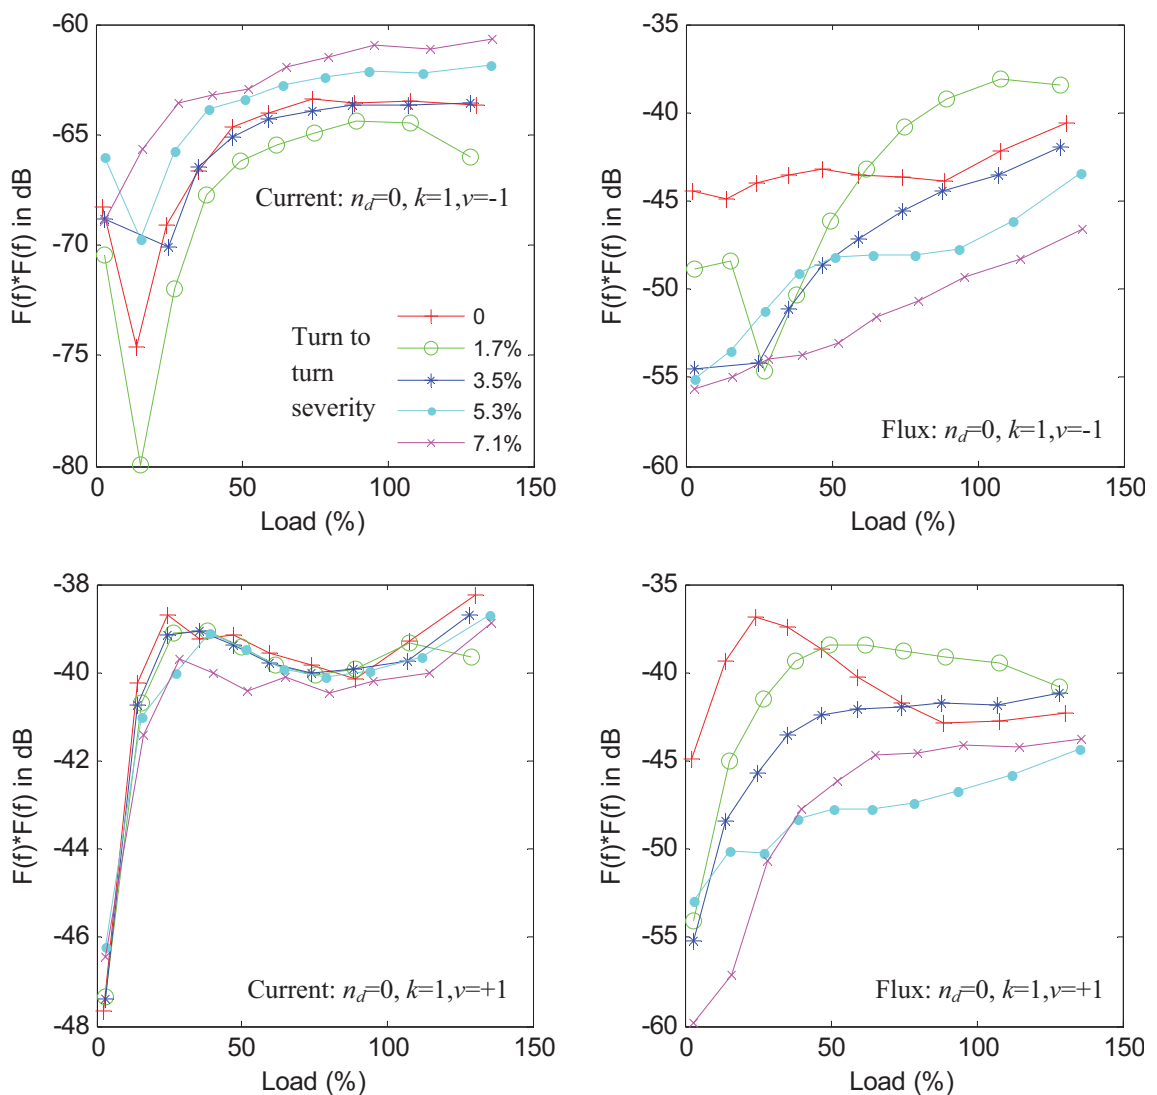 -60
-65
-70
-75
-80
F(f)*F(f) in dB
Current: n_d=0, k=1,v=-1
Turn to
turn
severity
0
1.7%
3.5%
5.3%
7.1%
0
50
100
150
Load (%)
-35
-40
-45
-50
-55
-60
F(f)*F(f) in dB
Flux: n_d=0, k=1,v=-1
0
50
100
150
Load (%)
-38
-40
-42
-44
-46
-48
F(f)*F(f) in dB
Current: n_d=0, k=1,v=+1
0
50
100
150
Load (%)
-35
-40
-45
-50
-55
-60
F(f)*F(f) in dB
Flux: n_d=0, k=1,v=+1
0
50
100
150
Load (%)